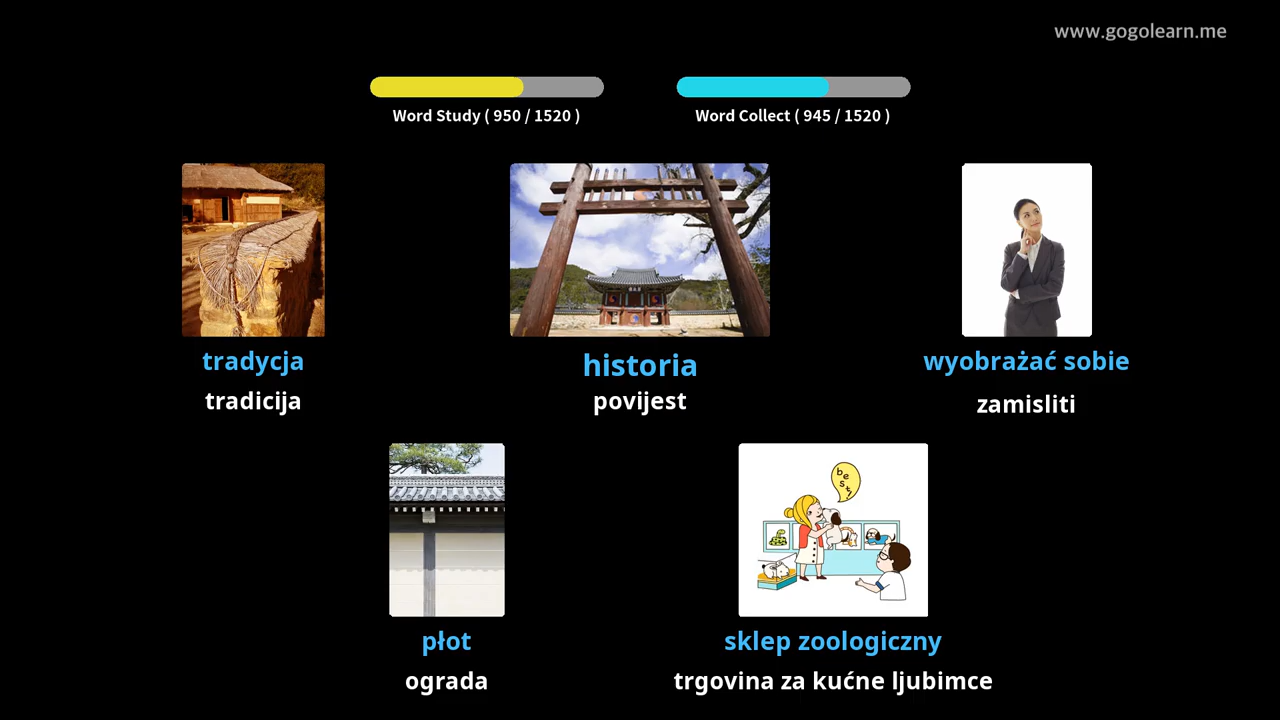 www.gogolearn.me
Word Study ( 950 / 1520 )
Word Collect ( 945 / 1520 )
tradycja
tradicija
historia
povijest
wyobrażać sobie
zamisliti
best!
płot
ograda
sklep zoologiczny
trgovina za kućne ljubimce